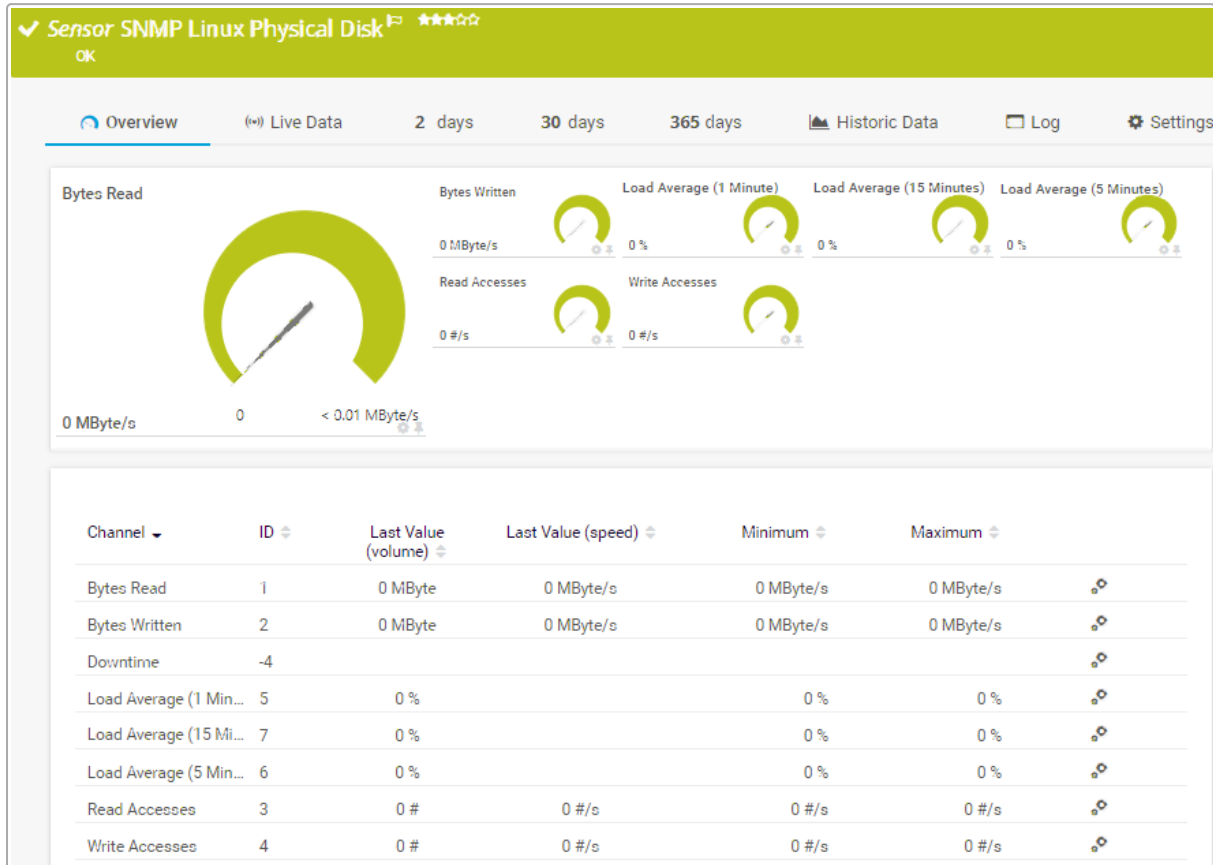 Sensor SNMP Linux Physical Disk
OK
Overview Live Data 2 days 30 days 365 days Historic Data Log Settings
Bytes Read
0 MByte/s
0 < 0.01 MByte/s
Bytes Written
0 MByte/s
Load Average (1 Minute)
0 %
Load Average (15 Minutes)
0 %
Load Average (5 Minutes)
0 %
Read Accesses
0 #/s
Write Accesses
0 #/s
Channel ID Last Value (volume) Last Value (speed) Minimum Maximum
Bytes Read 1 0 MByte 0 MByte/s 0 MByte/s 0 MByte/s
Bytes Written 2 0 MByte 0 MByte/s 0 MByte/s 0 MByte/s
Downtime -4
Load Average (1 Min... 5 0 % 0 % 0 %
Load Average (15 Mi... 7 0 % 0 % 0 %
Load Average (5 Min... 6 0 % 0 % 0 %
Read Accesses 3 0 # 0 #/s 0 #/s 0 #/s
Write Accesses 4 0 # 0 #/s 0 #/s 0 #/s